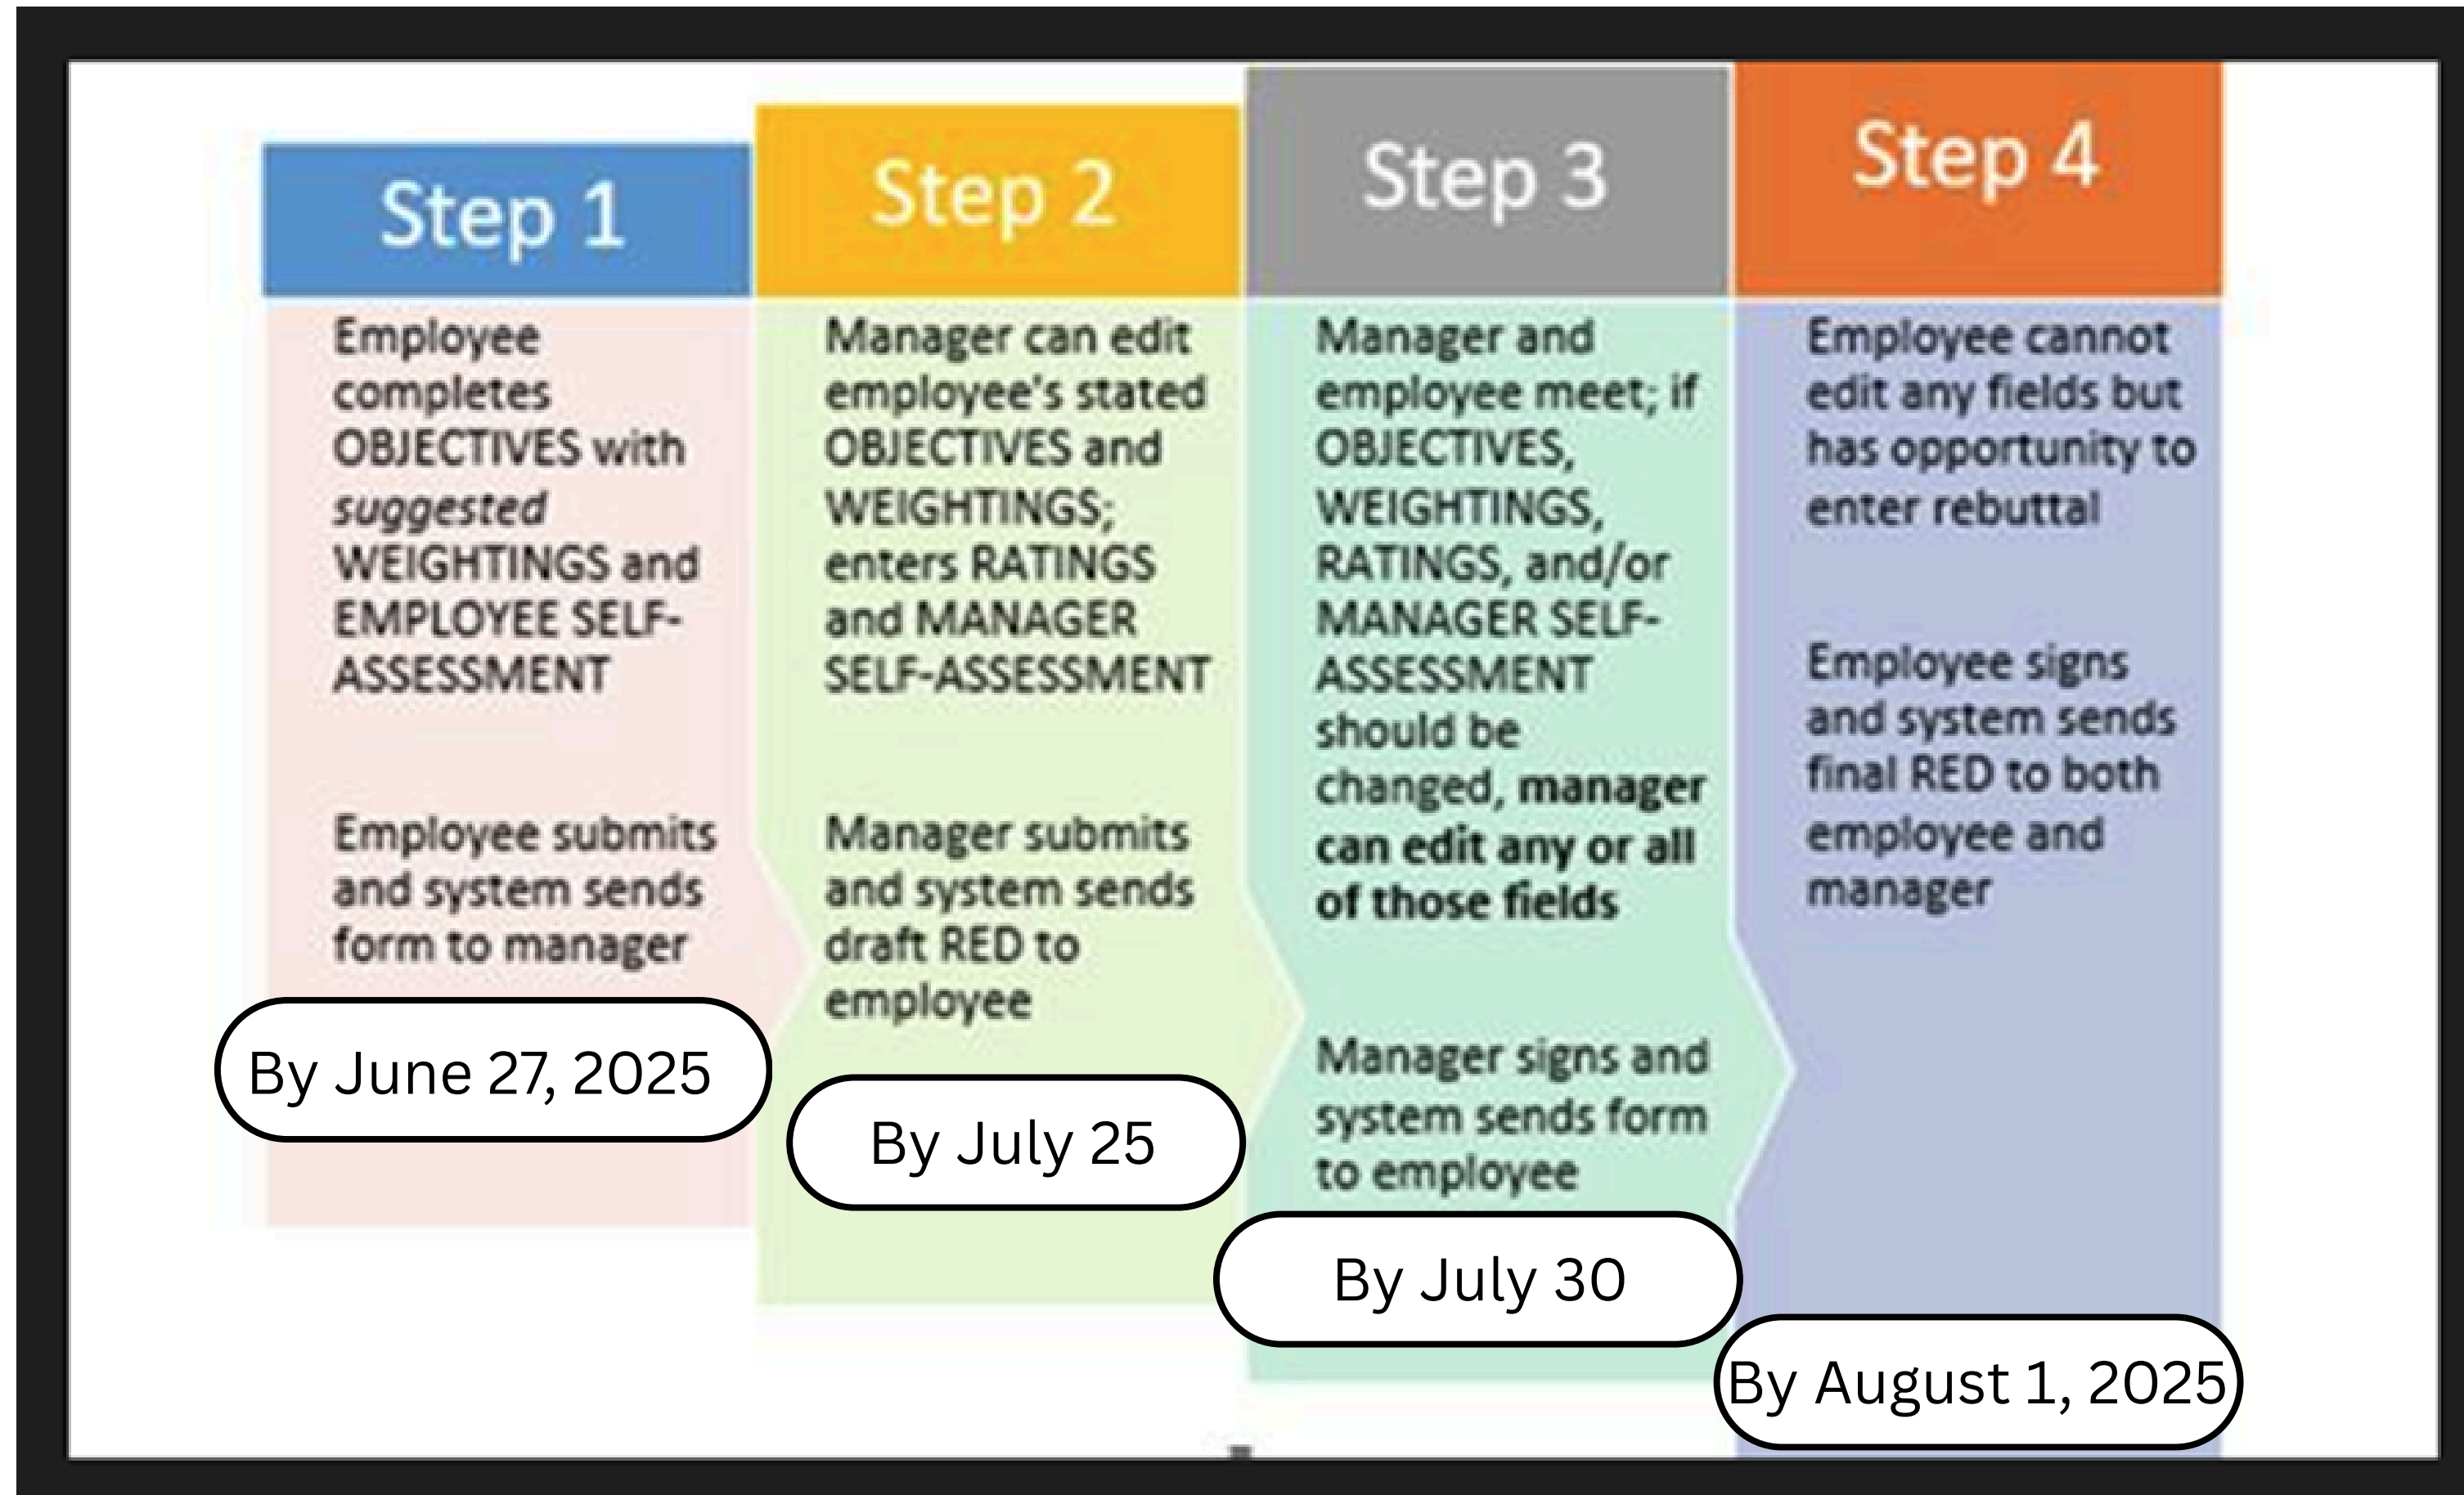 Step 1
Employee
completes
OBJECTIVES with
suggested
WEIGHTINGS and
EMPLOYEE SELF-
ASSESSMENT
Employee submits
and system sends
form to manager
By June 27, 2025
Step 2
Manager can edit
employee's stated
OBJECTIVES and
WEIGHTINGS;
enters RATINGS
and MANAGER
SELF-ASSESSMENT
Manager submits
and system sends
draft RED to
employee
By July 25
Step 3
Manager and
employee meet; if
OBJECTIVES,
WEIGHTINGS,
RATINGS, and/or
MANAGER SELF-
ASSESSMENT
should be
changed, manager
can edit any or all
of those fields
Manager signs and
system sends form
to employee
By July 30
Step 4
Employee cannot
edit any fields but
has opportunity to
enter rebuttal
Employee signs
and system sends
final RED to both
employee and
manager
By August 1, 2025